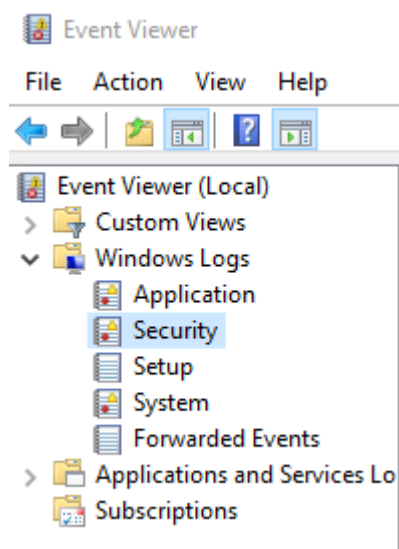 Event Viewer
File Action View Help
?
Event Viewer (Local)
Custom Views
Windows Logs
Application
Security
Setup
System
Forwarded Events
Applications and Services Lo
Subscriptions